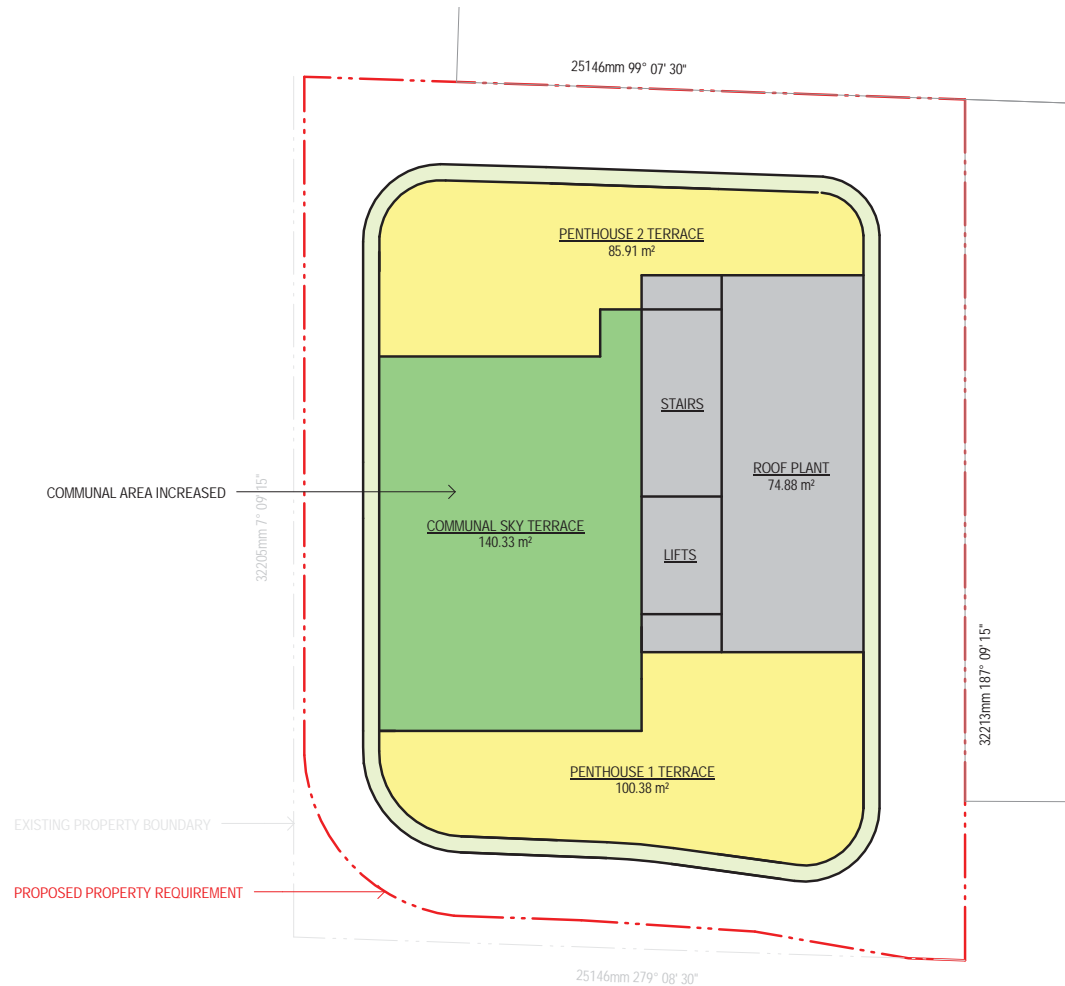 25146mm 99° 07' 30"
PENTHOUSE 2 TERRACE
85.91 m²
STAIRS
ROOF PLANT
74.88 m²
COMMUNAL AREA INCREASED
32205mm 7° 09' 15"
COMMUNAL SKY TERRACE
140.33 m²
LIFTS
32213mm 187° 09' 15"
PENTHOUSE 1 TERRACE
100.38 m²
EXISTING PROPERTY BOUNDARY
PROPOSED PROPERTY REQUIREMENT
25146mm 279° 08' 30"